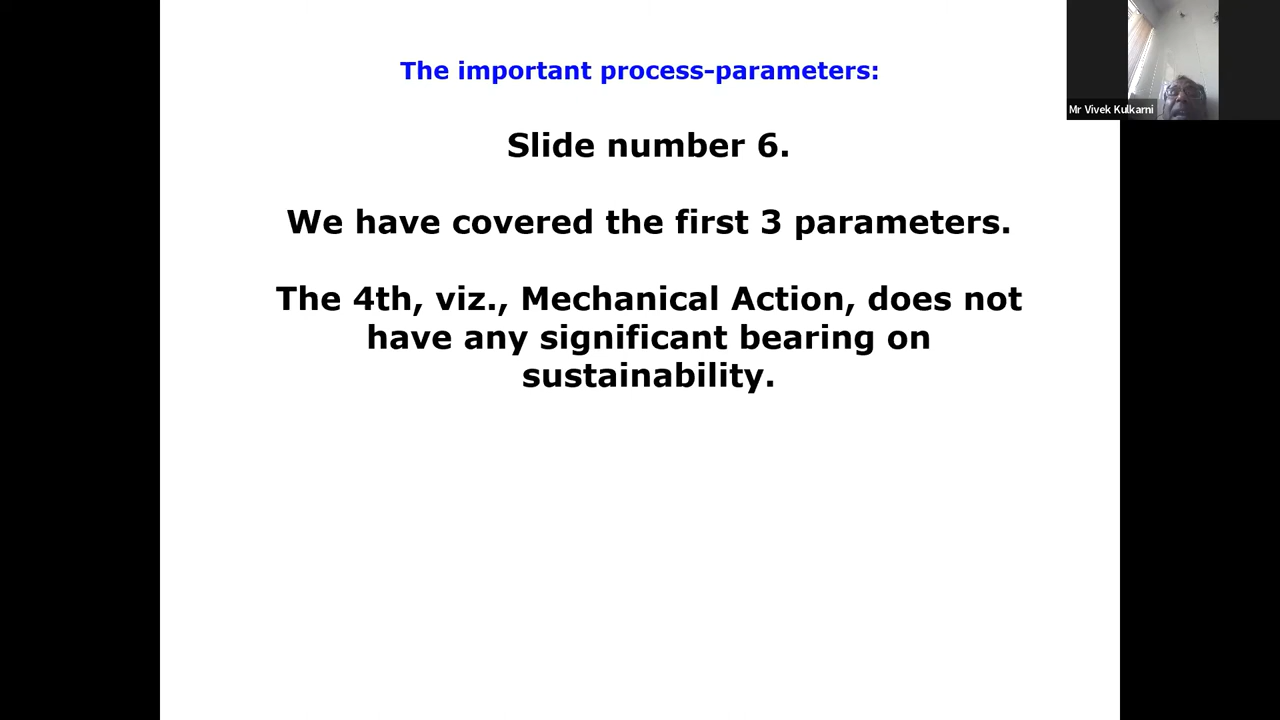 The important process-parameters:
Mr Vivek Kulkarni
Slide number 6.
We have covered the first 3 parameters.
The 4th, viz., Mechanical Action, does not
have any significant bearing on
sustainability.